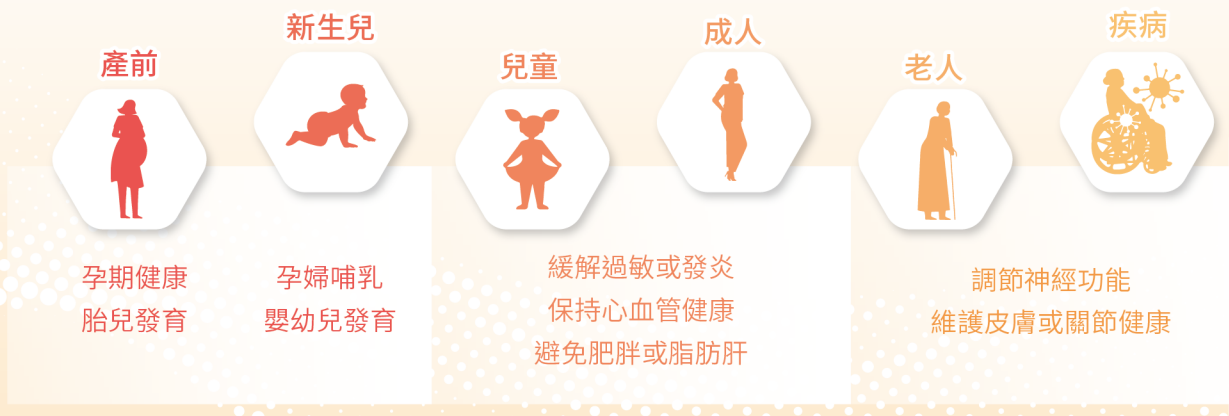 產前
新生兒
兒童
成人
老人
疾病
孕期健康
胎兒發育
孕婦哺乳
嬰幼兒發育
緩解過敏或發炎
保持心血管健康
避免肥胖或脂肪肝
調節神經功能
維護皮膚或關節健康